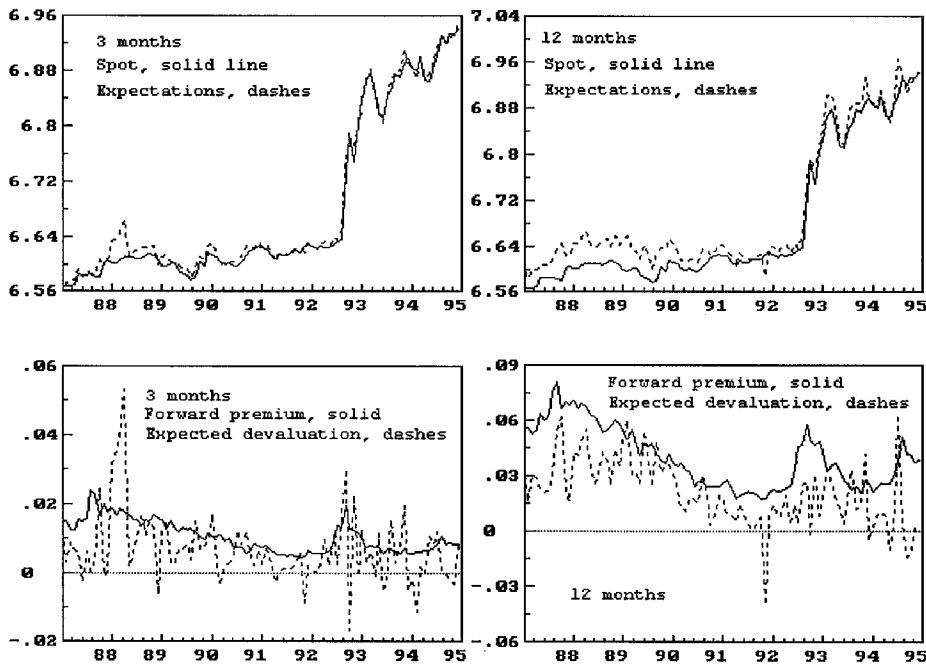 6.96
3 months
Spot, solid line
Expectations, dashes
6.88
6.8
6.72
6.64
6.56
88 89 90 91 92 93 94 95
7.04
12 months
Spot, solid line
Expectations, dashes
6.96
6.88
6.8
6.72
6.64
6.56
88 89 90 91 92 93 94 95
.06
3 months
Forward premium, solid
Expected devaluation, dashes
.04
.02
0
-.02
88 89 90 91 92 93 94 95
.09
Forward premium, solid
Expected devaluation, dashes
.06
.03
0
-.03
12 months
-.06
88 89 90 91 92 93 94 95